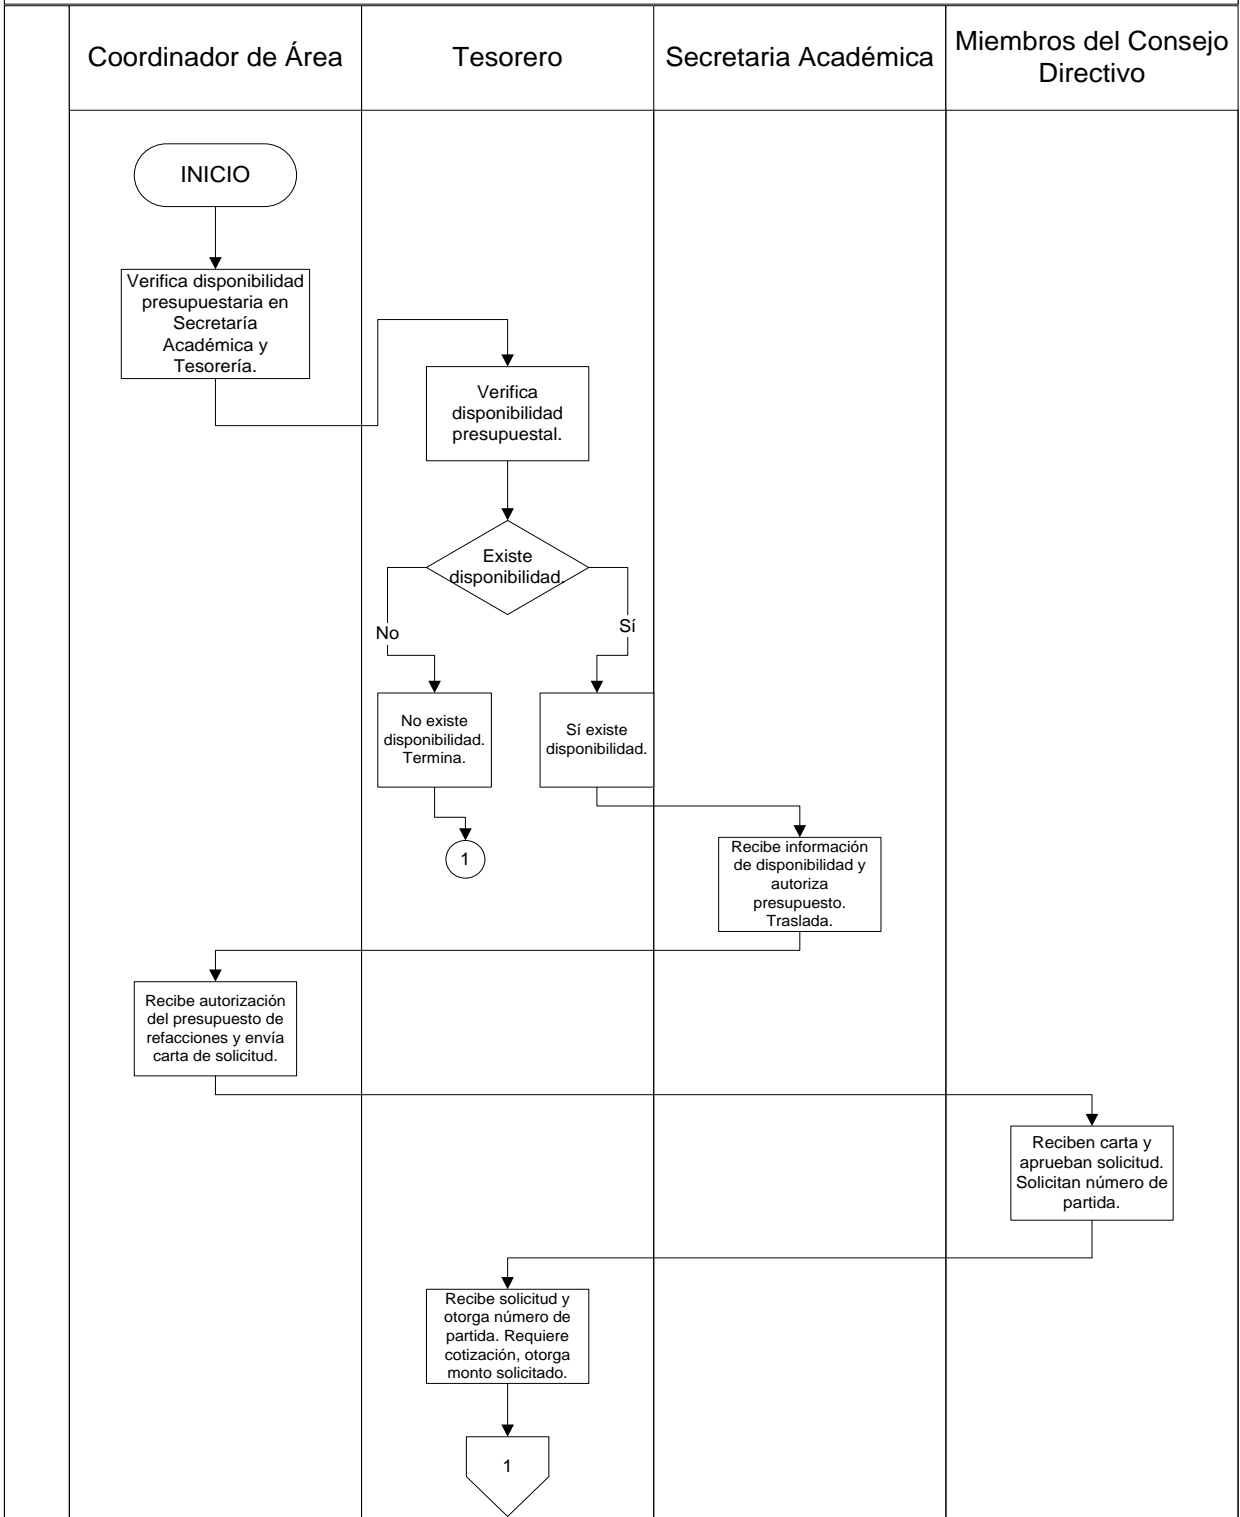 Coordinador de Área
Tesorero
Secretaria Académica
Miembros del Consejo
Directivo
INICIO
Verifica disponibilidad
presupuestaria en
Secretaría
Académica y
Tesorería.
Verifica
disponibilidad
presupuestal.
Existe
disponibilidad.
No
Sí
No existe
disponibilidad.
Termina.
Sí existe
disponibilidad.
1
Recibe información
de disponibilidad y
autoriza
presupuesto.
Traslada.
Recibe autorización
del presupuesto de
refacciones y envía
carta de solicitud.
Reciben carta y
aprueban solicitud.
Solicitan número de
partida.
Recibe solicitud y
otorga número de
partida. Requiere
cotización, otorga
monto solicitado.
1